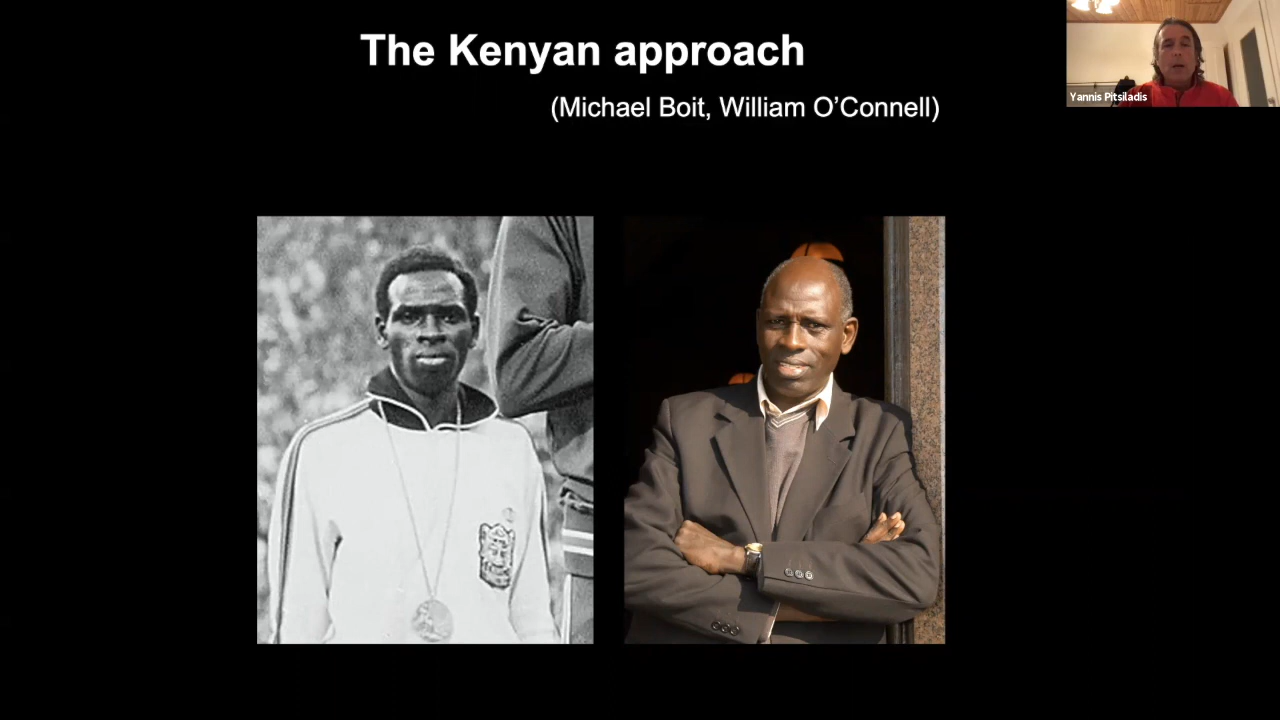 The Kenyan approach
(Michael Boit, William O’Connell)
Yannis Pitsiladis